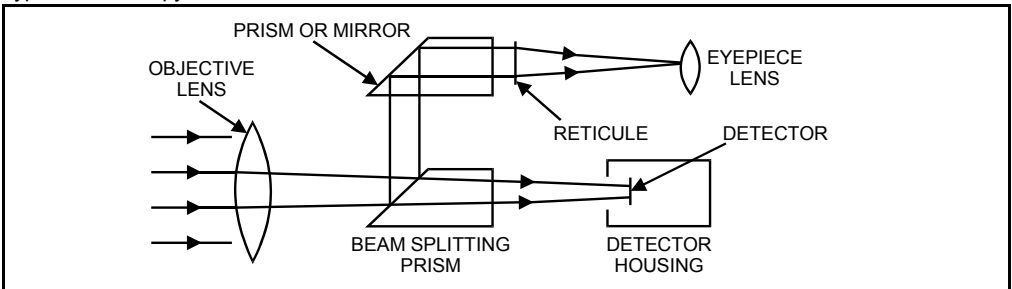 PRISM OR MIRROR
OBJECTIVE
LENS
EYEPIECE
LENS
RETICULE
DETECTOR
BEAM SPLITTING
PRISM
DETECTOR
HOUSING